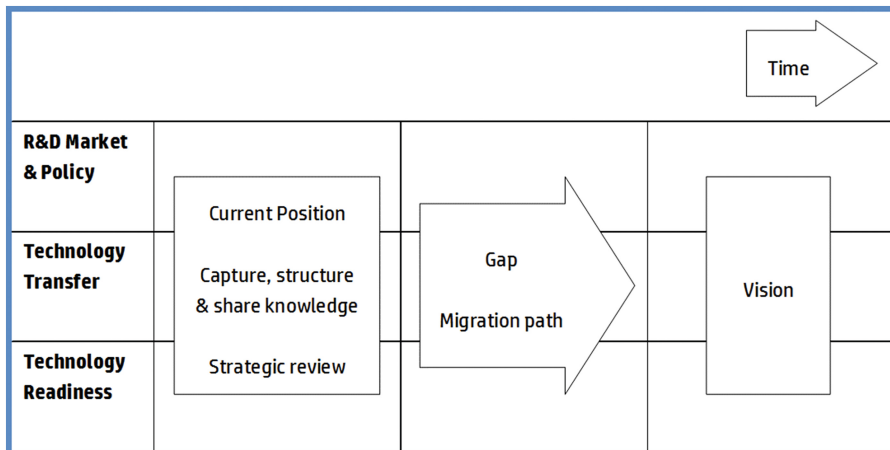 Time
R&D Market
& Policy
Current Position
Technology
Transfer
Capture, structure
& share knowledge
Gap
Migration path
Vision
Technology
Readiness
Strategic review